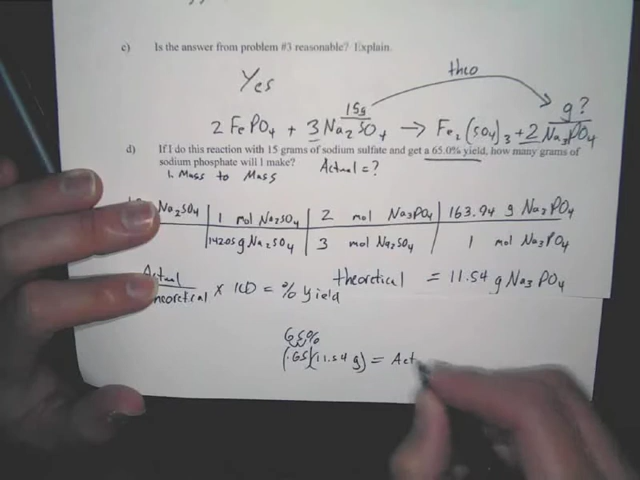 c) Is the answer from problem #3 reasonable? Explain.
Yes
theo
15g
g?
2 FePO4 + 3 Na2SO4 → Fe2(SO4)3 + 2 Na3PO4
d) If I do this reaction with 15 grams of sodium sulfate and get a 65.0% yield, how many grams of
sodium phosphate will I make?
Actual = ?
1. Mass to Mass
Na2SO4 | 1 mol Na2SO4 | 2 mol Na3PO4 | 163.94 g Na3PO4
142.05 g Na2SO4 | 3 mol Na2SO4 | 1 mol Na3PO4
Actual
theoretical = 11.54 g Na3PO4
× 100 = % Yield
65%
(.65)(11.54 g) = Act